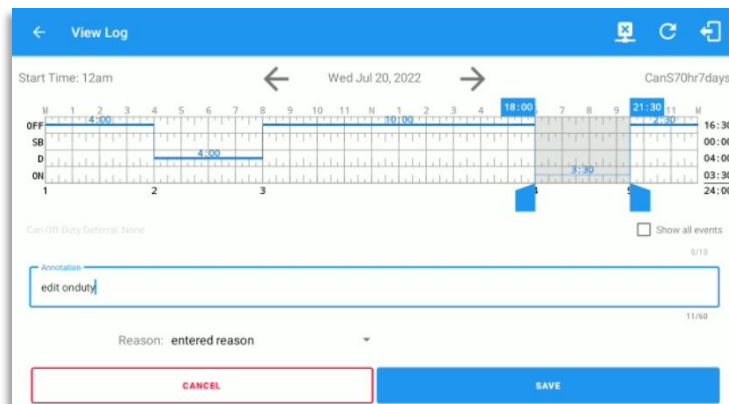 View Log
Start Time: 12am
Wed Jul 20, 2022
CanS70hr7days
M 1 2 3 4 5 6 7 8 9 10 11 N 1 2 3 4 18:00 7 8 9 21:30 11 M
OFF 4:00 10:00 2:30 16:30
SB 00:00
D 4:00 04:00
ON 3:30 03:30
1 2 3 4 5 24:00
Can Off-Duty Deferral: None
Show all events
0/10
Annotation
edit onduty
11/60
Reason: entered reason
CANCEL
SAVE